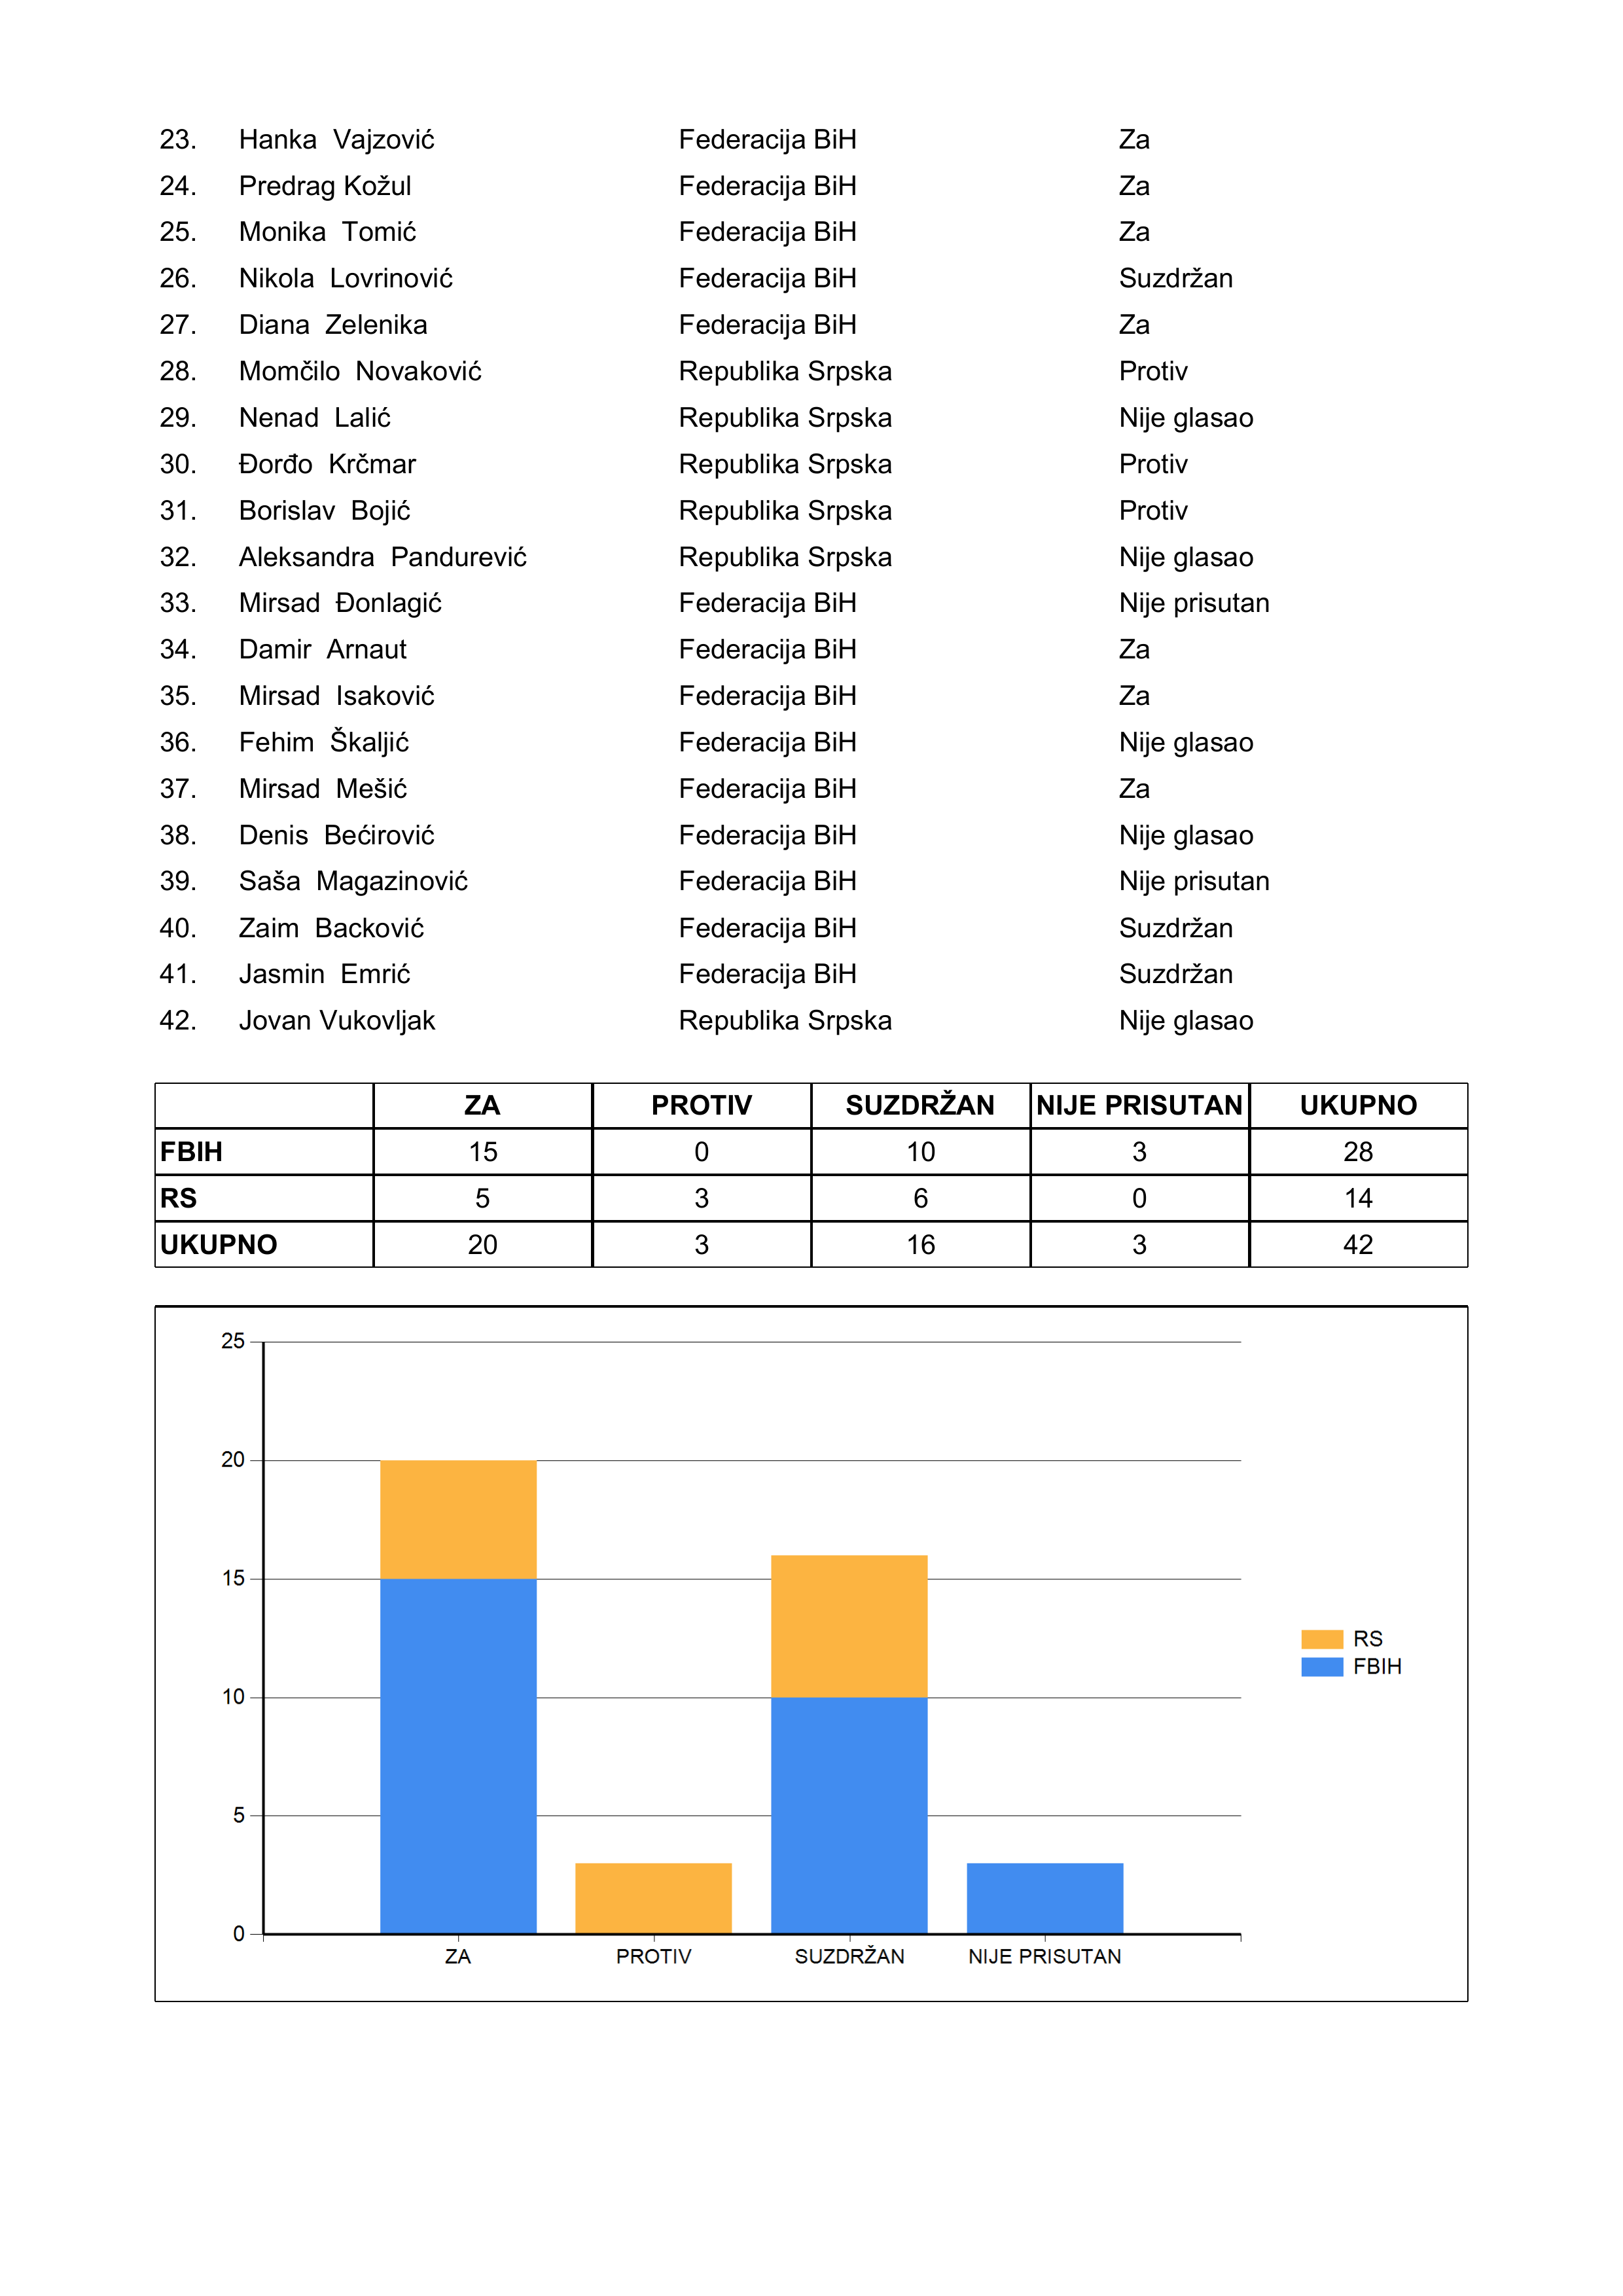 23. Hanka Vajzović Federacija BiH Za
24. Predrag Kožul Federacija BiH Za
25. Monika Tomić Federacija BiH Za
26. Nikola Lovrinović Federacija BiH Suzdržan
27. Diana Zelenika Federacija BiH Za
28. Momčilo Novaković Republika Srpska Protiv
29. Nenad Lalić Republika Srpska Nije glasao
30. Đorđo Krčmar Republika Srpska Protiv
31. Borislav Bojić Republika Srpska Protiv
32. Aleksandra Pandurević Republika Srpska Nije glasao
33. Mirsad Đonlagić Federacija BiH Nije prisutan
34. Damir Arnaut Federacija BiH Za
35. Mirsad Isaković Federacija BiH Za
36. Fehim Škaljić Federacija BiH Nije glasao
37. Mirsad Mešić Federacija BiH Za
38. Denis Bećirović Federacija BiH Nije glasao
39. Saša Magazinović Federacija BiH Nije prisutan
40. Zaim Backović Federacija BiH Suzdržan
41. Jasmin Emrić Federacija BiH Suzdržan
42. Jovan Vukovljak Republika Srpska Nije glasao
ZA PROTIV SUZDRŽAN NIJE PRISUTAN UKUPNO
FBIH 15 0 10 3 28
RS 5 3 6 0 14
UKUPNO 20 3 16 3 42
25
20
15
10
5
0
ZA PROTIV SUZDRŽAN NIJE PRISUTAN
RS
FBIH